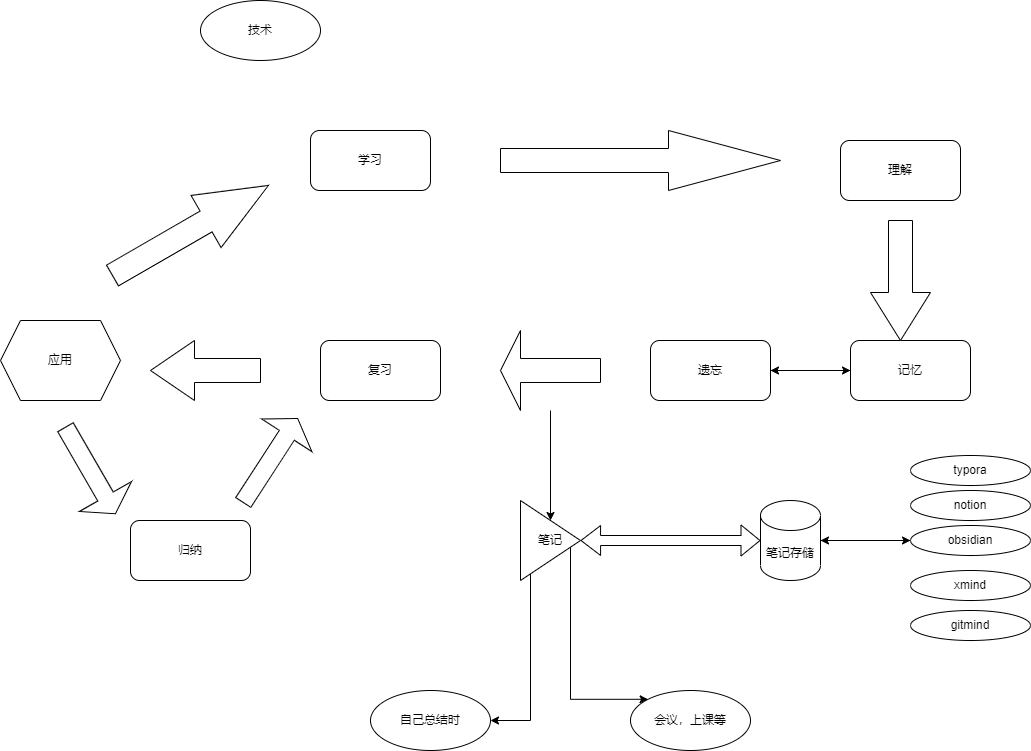 技术
学习
理解
应用
复习
遗忘
记忆
typora
notion
笔记
obsidian
归纳
笔记存储
xmind
gitmind
自己总结时
会议，上课等